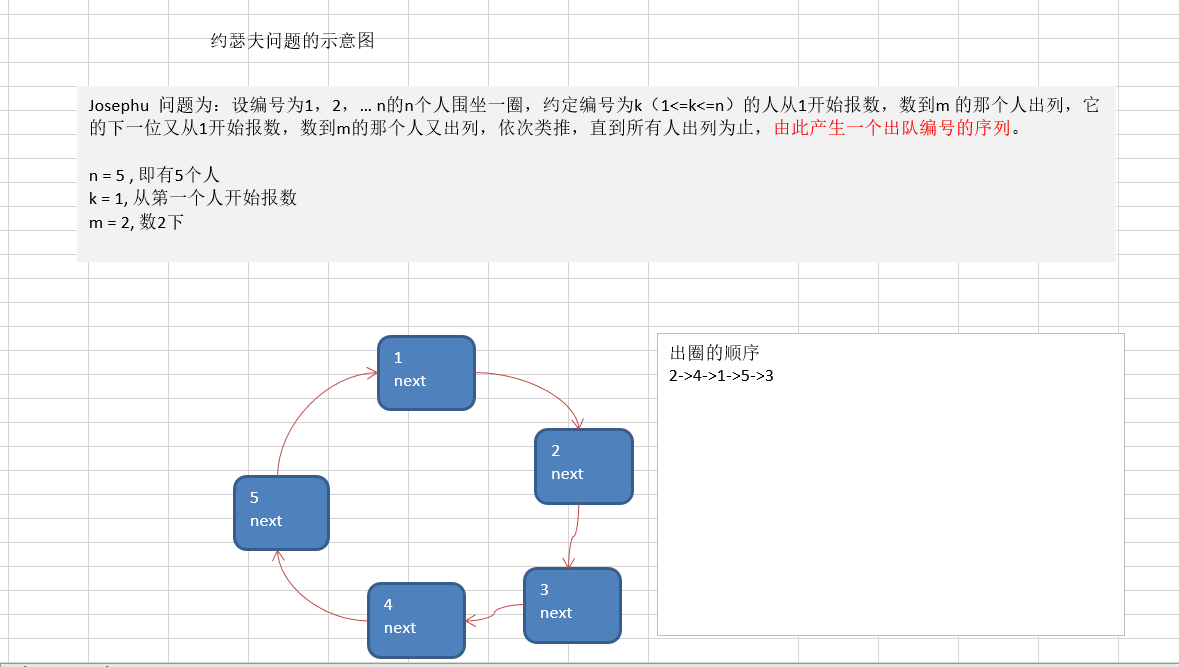 约瑟夫问题的示意图
Josephu 问题为：设编号为1，2，… n的n个人围坐一圈，约定编号为k（1<=k<=n）的人从1开始报数，数到m 的那个人出列，它
的下一位又从1开始报数，数到m的那个人又出列，依次类推，直到所有人出列为止，由此产生一个出队编号的序列。
n = 5 , 即有5个人
k = 1, 从第一个人开始报数
m = 2, 数2下
1
next
2
next
3
next
4
next
5
next
出圈的顺序
2->4->1->5->3